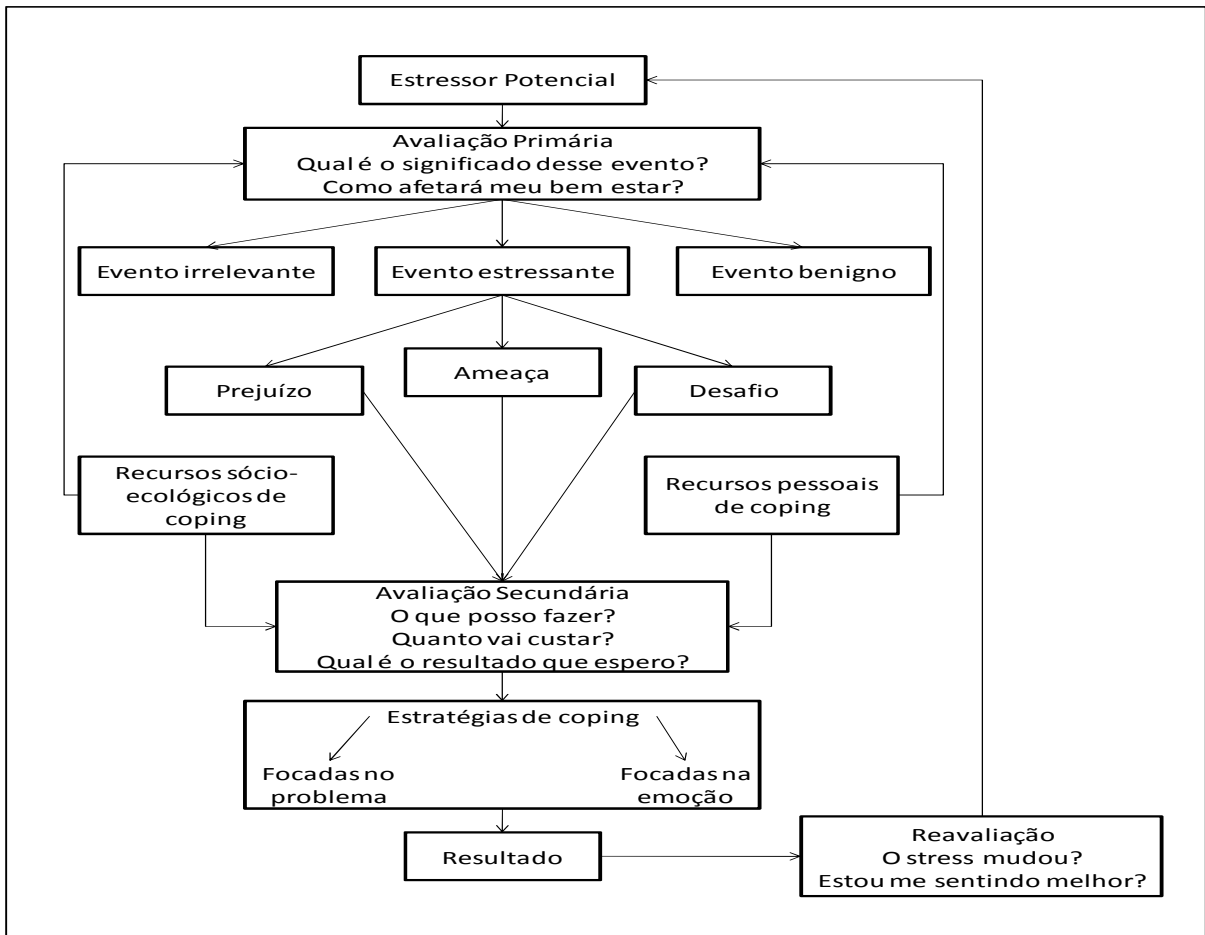 Estressor Potencial
Avaliação Primária
Qual é o significado desse evento?
Como afetará meu bem estar?
Evento irrelevante
Evento estressante
Evento benigno
Prejuízo
Ameaça
Desafio
Recursos sócio-
ecológicos de
coping
Recursos pessoais
de coping
Avaliação Secundária
O que posso fazer?
Quanto vai custar?
Qual é o resultado que espero?
Estratégias de coping
Focadas no
problema
Focadas na
emoção
Resultado
Reavaliação
O stress mudou?
Estou me sentindo melhor?